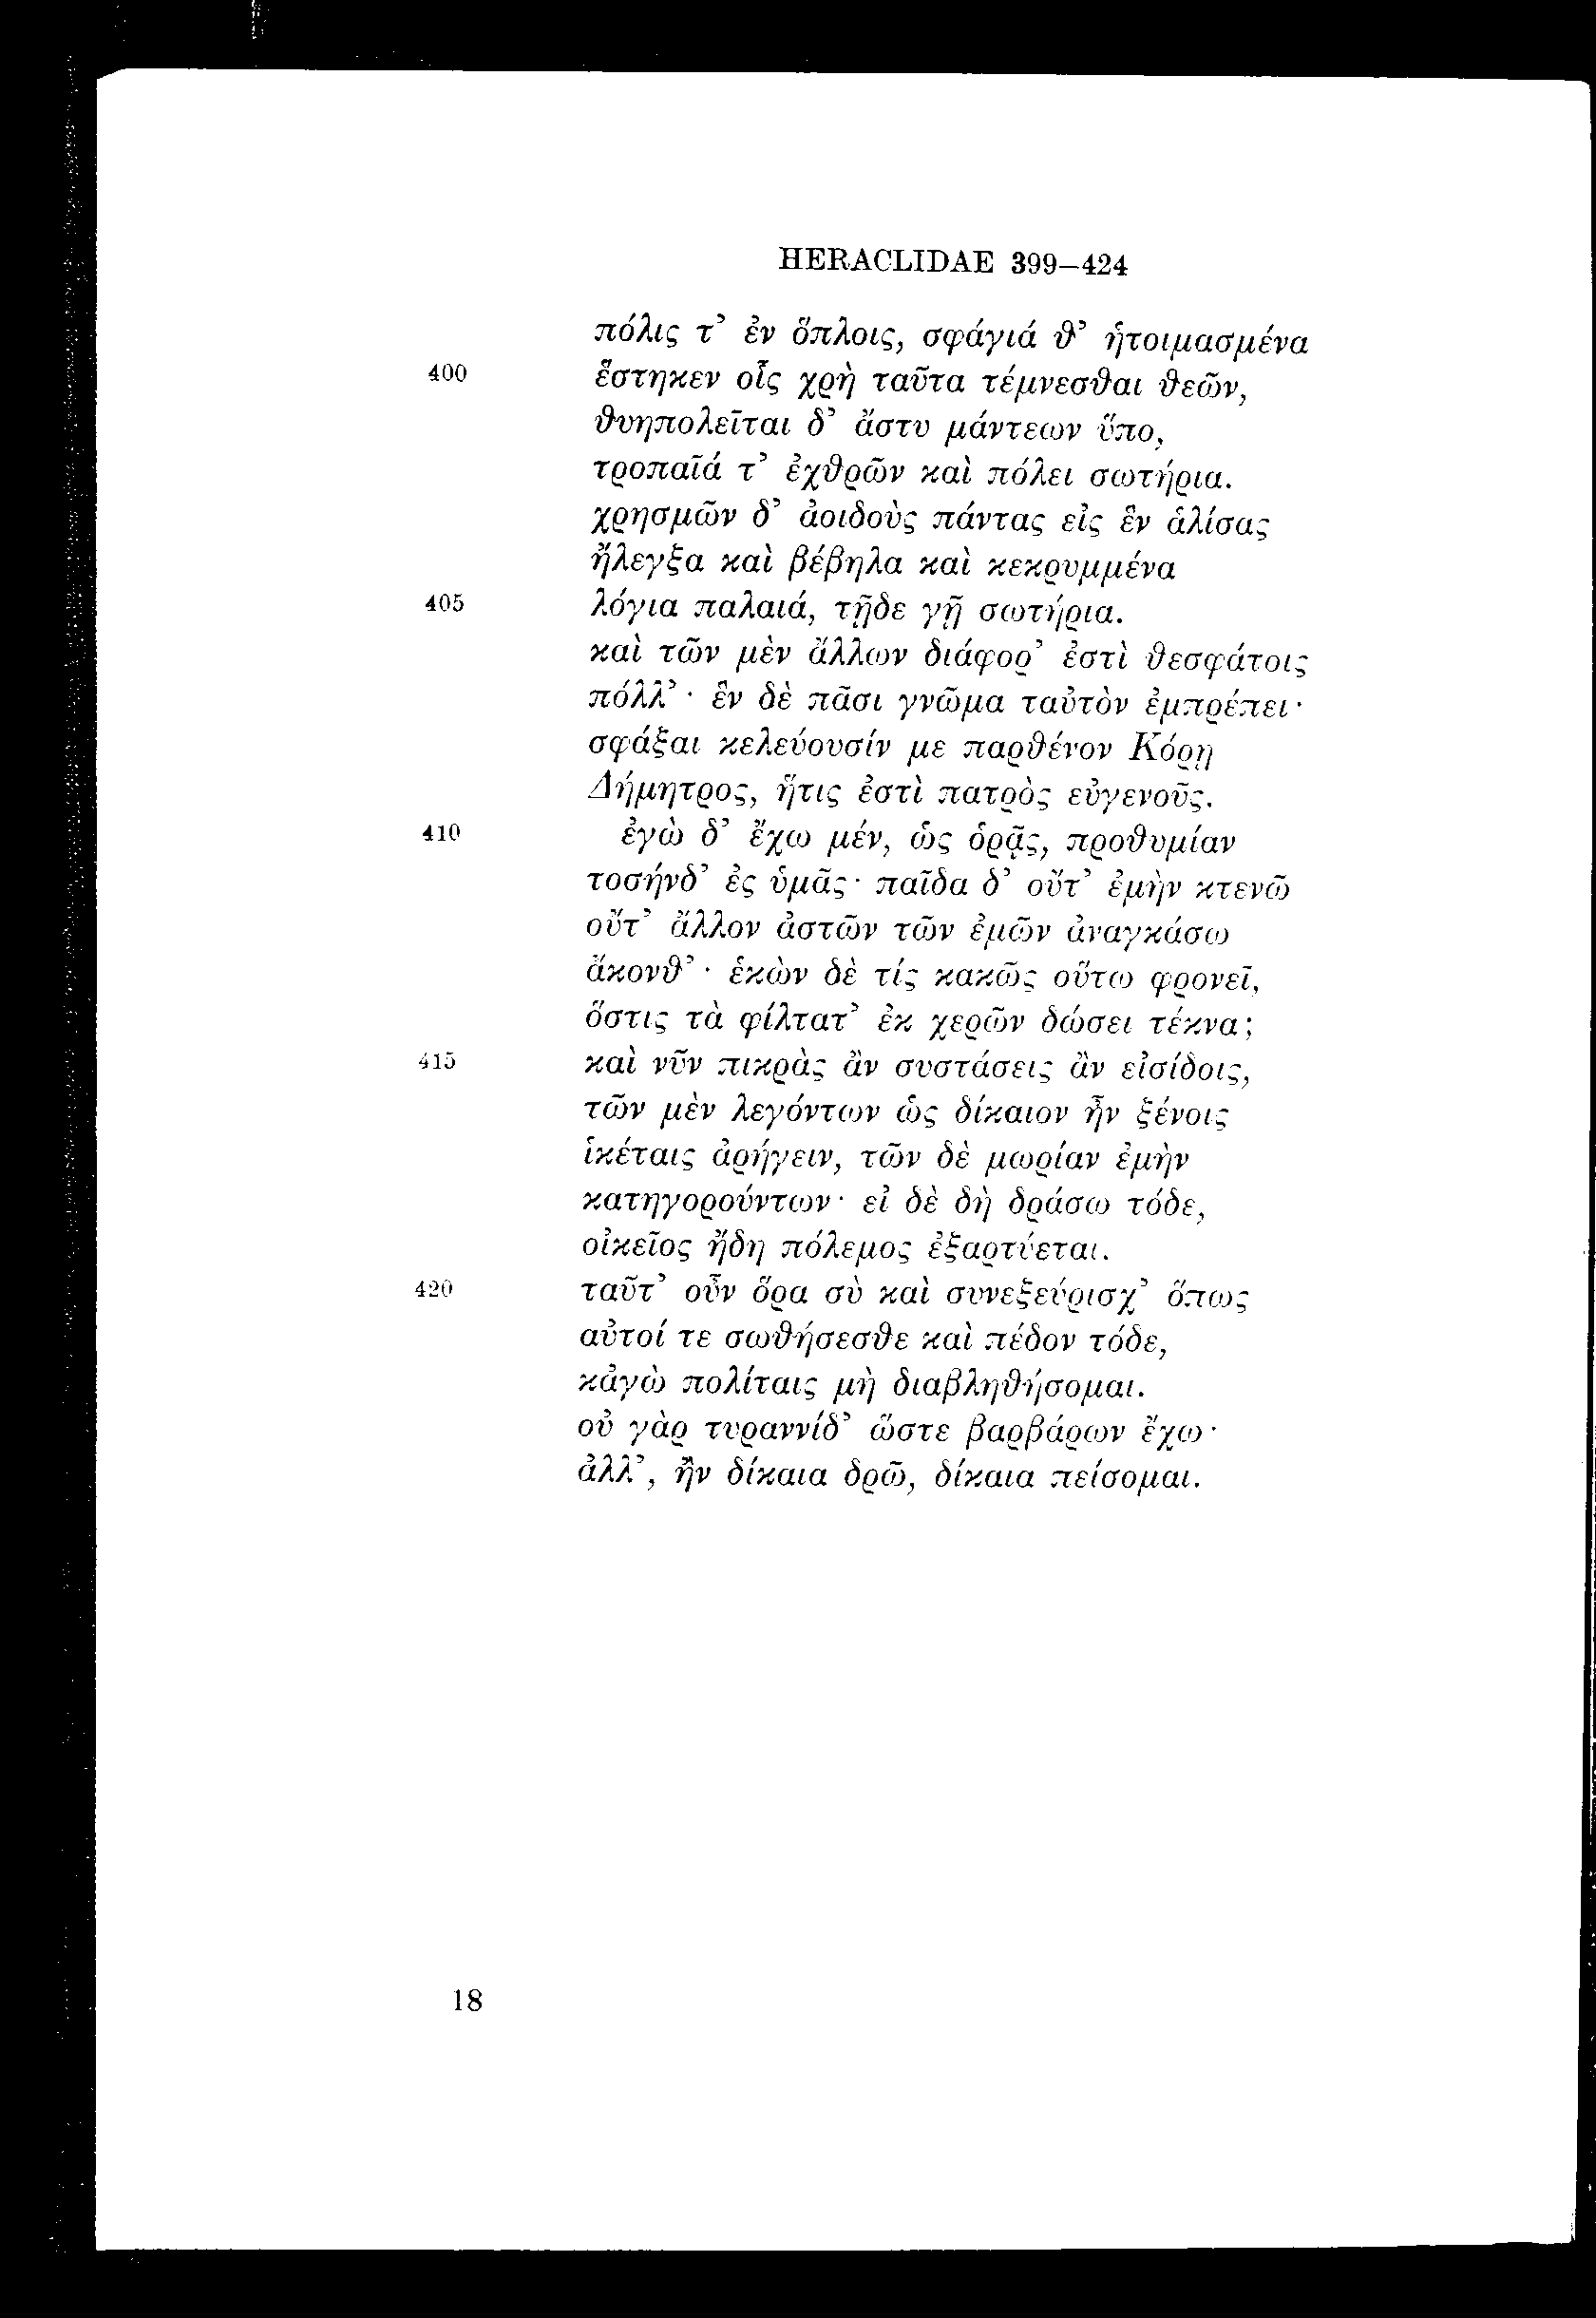 HERACLIDAE 399–424
πόλις τ’ ἐν ὅπλοις, σφάγιά θ’ ἡτοιμασμένα
400 ἕστηκεν οἷς χρὴ ταῦτα τέμνεσθαι θεῶν,
θυηπολεῖται δ’ ἄστυ μάντεων ὕπο,
τροπαῖά τ’ ἐχθρῶν καὶ πόλει σωτήρια.
χρησμῶν δ’ ἀοιδοὺς πάντας εἰς ἓν ἁλίσας
ἤλεγξα καὶ βέβηλα καὶ κεκρυμμένα
405 λόγια παλαιά, τῇδε γῇ σωτήρια.
καὶ τῶν μὲν ἄλλων διάφορ’ ἐστὶ θεσφάτοις
πόλλ’· ἓν δὲ πᾶσι γνῶμα ταὐτὸν ἐμπρέπει·
σφάξαι κελεύουσίν με παρθένον Κόρῃ
Δήμητρος, ἥτις ἐστὶ πατρὸς εὐγενοῦς.
410 ἐγὼ δ’ ἔχω μέν, ὡς ὁρᾷς, προθυμίαν
τοσήνδ’ ἐς ὑμᾶς· παῖδα δ’ οὔτ’ ἐμὴν κτενῶ
οὔτ’ ἄλλον ἀστῶν τῶν ἐμῶν ἀναγκάσω
ἄκονθ’· ἑκὼν δὲ τίς κακῶς οὕτω φρονεῖ,
ὅστις τὰ φίλτατ’ ἐκ χερῶν δώσει τέκνα;
415 καὶ νῦν πικρὰς ἂν συστάσεις ἂν εἰσίδοις,
τῶν μὲν λεγόντων ὡς δίκαιον ἦν ξένοις
ἱκέταις ἀρήγειν, τῶν δὲ μωρίαν ἐμὴν
κατηγορούντων· εἰ δὲ δὴ δράσω τόδε,
οἰκεῖος ἤδη πόλεμος ἐξαρτύεται.
420 ταῦτ’ οὖν ὅρα σὺ καὶ συνεξεύρισχ’ ὅπως
αὐτοί τε σωθήσεσθε καὶ πέδον τόδε,
κἀγὼ πολίταις μὴ διαβληθήσομαι.
οὐ γὰρ τυραννίδ’ ὥστε βαρβάρων ἔχω·
ἀλλ’, ἢν δίκαια δρῶ, δίκαια πείσομαι.
18